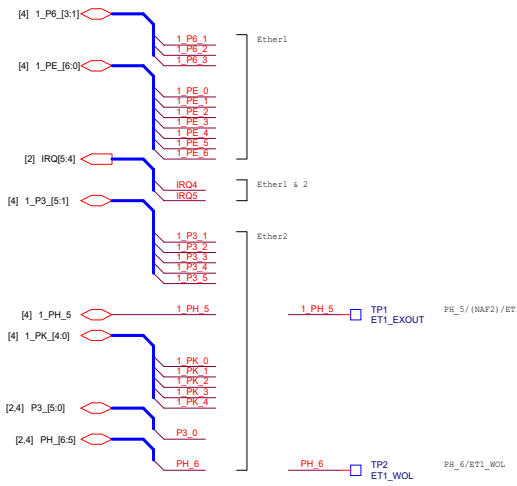 [4] 1_P6_[3:1]
1_P6_1
1_P6_2
1_P6_3
Ether1
[4] 1_PE_[6:0]
1_PE_0
1_PE_1
1_PE_2
1_PE_3
1_PE_4
1_PE_5
1_PE_6
[2] IRQ[5:4]
IRQ4
IRQ5
Ether1 & 2
[4] 1_P3_[5:1]
Ether2
1_P3_1
1_P3_2
1_P3_3
1_P3_4
1_P3_5
[4] 1_PH_5
1_PH_5
1_PH_5
TP1
ET1_EXOUT
PH_5/(NAF2)/ET
[4] 1_PK_[4:0]
1_PK_0
1_PK_1
1_PK_2
1_PK_3
1_PK_4
[2,4] P3_[5:0]
P3_0
[2,4] PH_[6:5]
PH_6
PH_6
TP2
ET1_WOL
PH_6/ET1_WOL